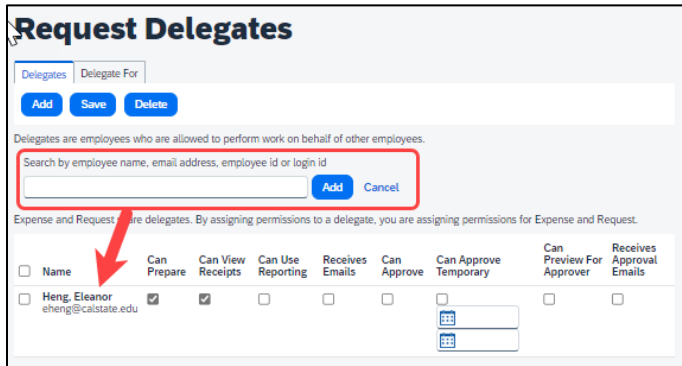 Request Delegates
Delegates Delegate For
Add Save Delete
Delegates are employees who are allowed to perform work on behalf of other employees.
Search by employee name, email address, employee id or login id
Add Cancel
Expense and Request delegates. By assigning permissions to a delegate, you are assigning permissions for Expense and Request.
Name Can Prepare Can View Receipts Can Use Reporting Receives Emails Can Approve Can Approve Temporary Can Preview For Approver Receives Approval Emails
Heng, Eleanor
eheng@calstate.edu